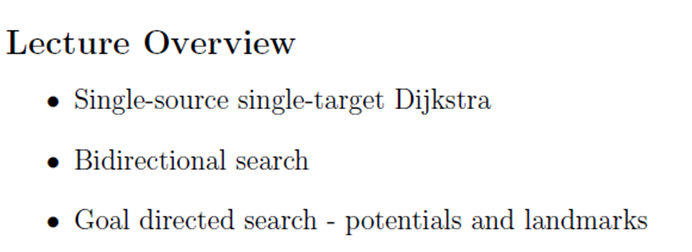 Lecture Overview
• Single-source single-target Dijkstra
• Bidirectional search
• Goal directed search - potentials and landmarks